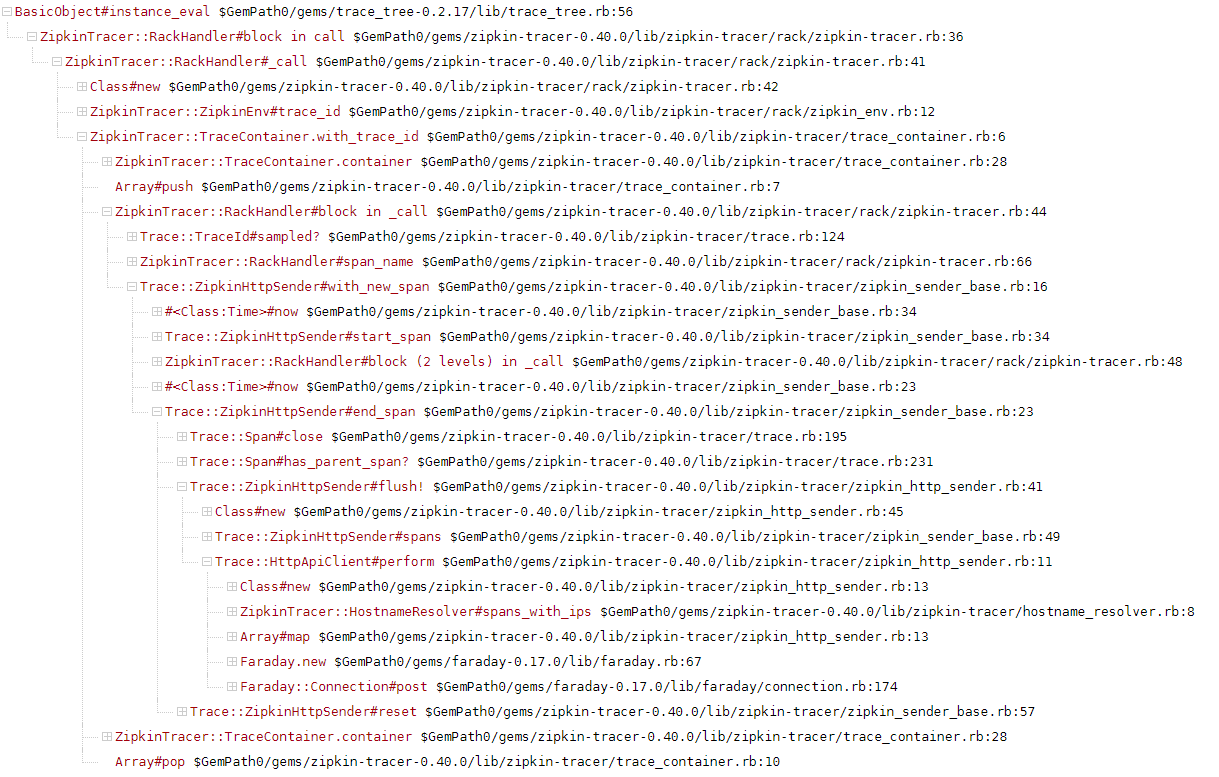 BasicObject#instance_eval $GemPath0/gems/trace_tree-0.2.17/lib/trace_tree.rb:56
ZipkinTracer::RackHandler#block in call $GemPath0/gems/zipkin-tracer-0.40.0/lib/zipkin-tracer/rack/zipkin-tracer.rb:36
ZipkinTracer::RackHandler#_call $GemPath0/gems/zipkin-tracer-0.40.0/lib/zipkin-tracer/rack/zipkin-tracer.rb:41
Class#new $GemPath0/gems/zipkin-tracer-0.40.0/lib/zipkin-tracer/rack/zipkin-tracer.rb:42
ZipkinTracer::ZipkinEnv#trace_id $GemPath0/gems/zipkin-tracer-0.40.0/lib/zipkin-tracer/rack/zipkin_env.rb:12
ZipkinTracer::TraceContainer.with_trace_id $GemPath0/gems/zipkin-tracer-0.40.0/lib/zipkin-tracer/trace_container.rb:6
ZipkinTracer::TraceContainer.container $GemPath0/gems/zipkin-tracer-0.40.0/lib/zipkin-tracer/trace_container.rb:28
Array#push $GemPath0/gems/zipkin-tracer-0.40.0/lib/zipkin-tracer/trace_container.rb:7
ZipkinTracer::RackHandler#block in _call $GemPath0/gems/zipkin-tracer-0.40.0/lib/zipkin-tracer/rack/zipkin-tracer.rb:44
Trace::TraceId#sampled? $GemPath0/gems/zipkin-tracer-0.40.0/lib/zipkin-tracer/trace.rb:124
ZipkinTracer::RackHandler#span_name $GemPath0/gems/zipkin-tracer-0.40.0/lib/zipkin-tracer/rack/zipkin-tracer.rb:66
Trace::ZipkinHttpSender#with_new_span $GemPath0/gems/zipkin-tracer-0.40.0/lib/zipkin-tracer/zipkin_sender_base.rb:16
#<Class:Time>#now $GemPath0/gems/zipkin-tracer-0.40.0/lib/zipkin-tracer/zipkin_sender_base.rb:34
Trace::ZipkinHttpSender#start_span $GemPath0/gems/zipkin-tracer-0.40.0/lib/zipkin-tracer/zipkin_sender_base.rb:34
ZipkinTracer::RackHandler#block (2 levels) in _call $GemPath0/gems/zipkin-tracer-0.40.0/lib/zipkin-tracer/rack/zipkin-tracer.rb:48
#<Class:Time>#now $GemPath0/gems/zipkin-tracer-0.40.0/lib/zipkin-tracer/zipkin_sender_base.rb:23
Trace::ZipkinHttpSender#end_span $GemPath0/gems/zipkin-tracer-0.40.0/lib/zipkin-tracer/zipkin_sender_base.rb:23
Trace::Span#close $GemPath0/gems/zipkin-tracer-0.40.0/lib/zipkin-tracer/trace.rb:195
Trace::Span#has_parent_span? $GemPath0/gems/zipkin-tracer-0.40.0/lib/zipkin-tracer/trace.rb:231
Trace::ZipkinHttpSender#flush! $GemPath0/gems/zipkin-tracer-0.40.0/lib/zipkin-tracer/zipkin_http_sender.rb:41
Class#new $GemPath0/gems/zipkin-tracer-0.40.0/lib/zipkin-tracer/zipkin_http_sender.rb:45
Trace::ZipkinHttpSender#spans $GemPath0/gems/zipkin-tracer-0.40.0/lib/zipkin-tracer/zipkin_sender_base.rb:49
Trace::HttpApiClient#perform $GemPath0/gems/zipkin-tracer-0.40.0/lib/zipkin-tracer/zipkin_http_sender.rb:11
Class#new $GemPath0/gems/zipkin-tracer-0.40.0/lib/zipkin-tracer/zipkin_http_sender.rb:13
ZipkinTracer::HostnameResolver#spans_with_ips $GemPath0/gems/zipkin-tracer-0.40.0/lib/zipkin-tracer/hostname_resolver.rb:8
Array#map $GemPath0/gems/zipkin-tracer-0.40.0/lib/zipkin-tracer/zipkin_http_sender.rb:13
Faraday.new $GemPath0/gems/faraday-0.17.0/lib/faraday.rb:67
Faraday::Connection#post $GemPath0/gems/faraday-0.17.0/lib/faraday/connection.rb:174
Trace::ZipkinHttpSender#reset $GemPath0/gems/zipkin-tracer-0.40.0/lib/zipkin-tracer/zipkin_sender_base.rb:57
ZipkinTracer::TraceContainer.container $GemPath0/gems/zipkin-tracer-0.40.0/lib/zipkin-tracer/trace_container.rb:28
Array#pop $GemPath0/gems/zipkin-tracer-0.40.0/lib/zipkin-tracer/trace_container.rb:10